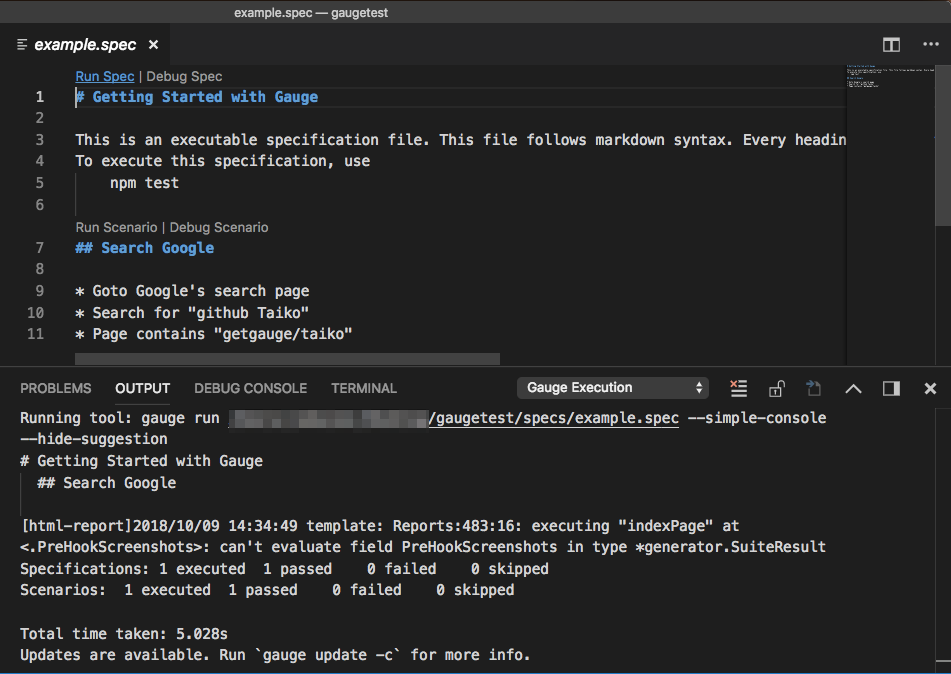 example.spec — gaugetest
example.spec ×
Run Spec | Debug Spec
1 # Getting Started with Gauge
2
3 This is an executable specification file. This file follows markdown syntax. Every headin
4 To execute this specification, use
5 npm test
6
Run Scenario | Debug Scenario
7 ## Search Google
8
9 * Goto Google's search page
10 * Search for "github Taiko"
11 * Page contains "getgauge/taiko"
PROBLEMS OUTPUT DEBUG CONSOLE TERMINAL Gauge Execution
Running tool: gauge run /gaugetest/specs/example.spec --simple-console
--hide-suggestion
# Getting Started with Gauge
## Search Google
[html-report]2018/10/09 14:34:49 template: Reports:483:16: executing "indexPage" at
<.PreHookScreenshots>: can't evaluate field PreHookScreenshots in type *generator.SuiteResult
Specifications: 1 executed 1 passed 0 failed 0 skipped
Scenarios: 1 executed 1 passed 0 failed 0 skipped
Total time taken: 5.028s
Updates are available. Run `gauge update -c` for more info.